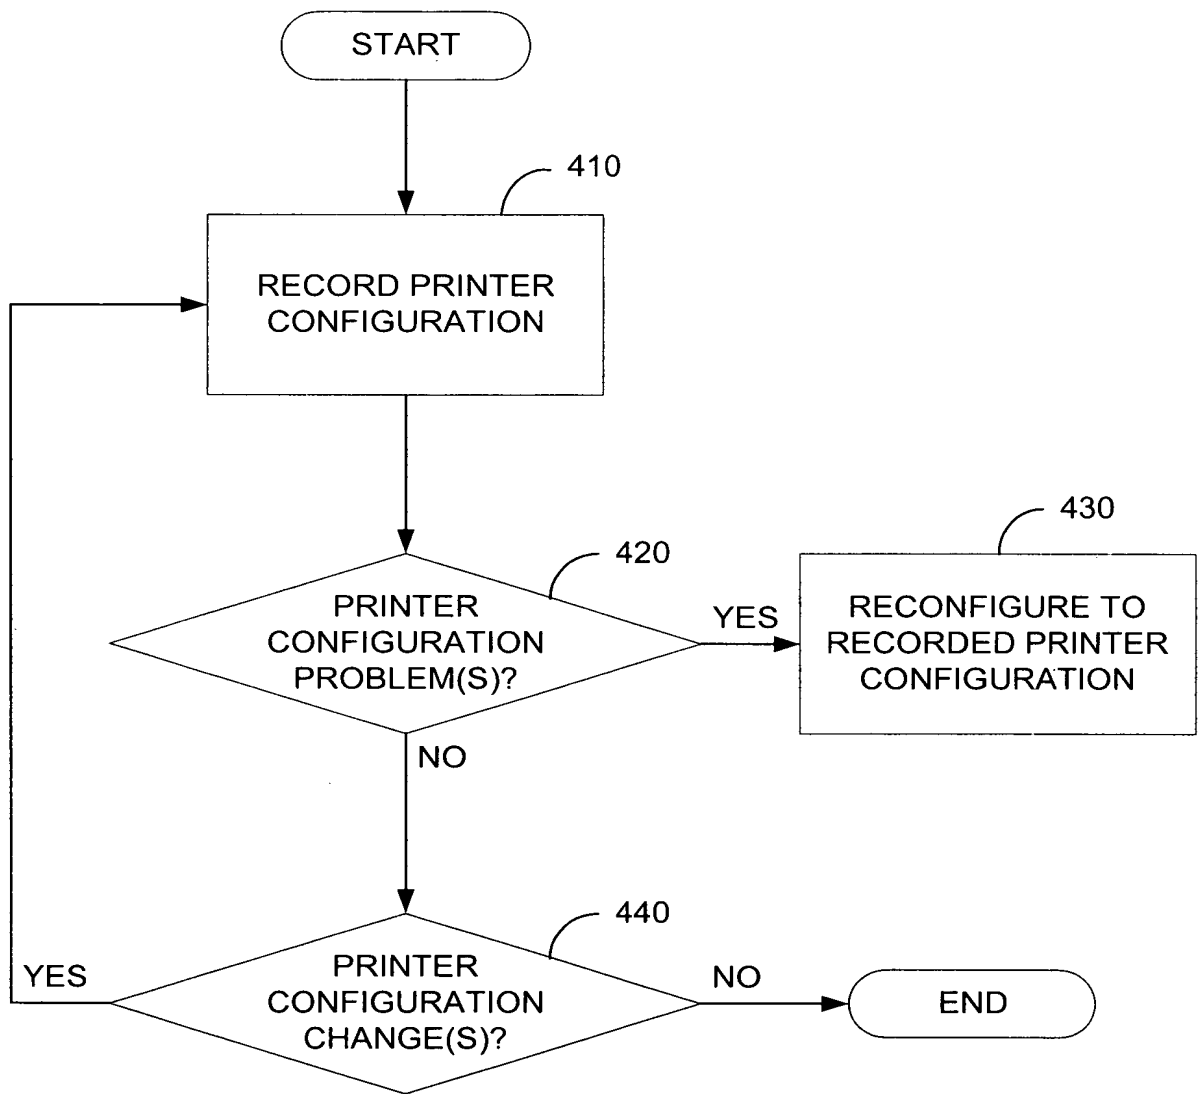 START
410
RECORD PRINTER
CONFIGURATION
430
420
PRINTER
CONFIGURATION
PROBLEM(S)?
YES
RECONFIGURE TO
RECORDED PRINTER
CONFIGURATION
NO
440
YES
PRINTER
CONFIGURATION
CHANGE(S)?
NO
END